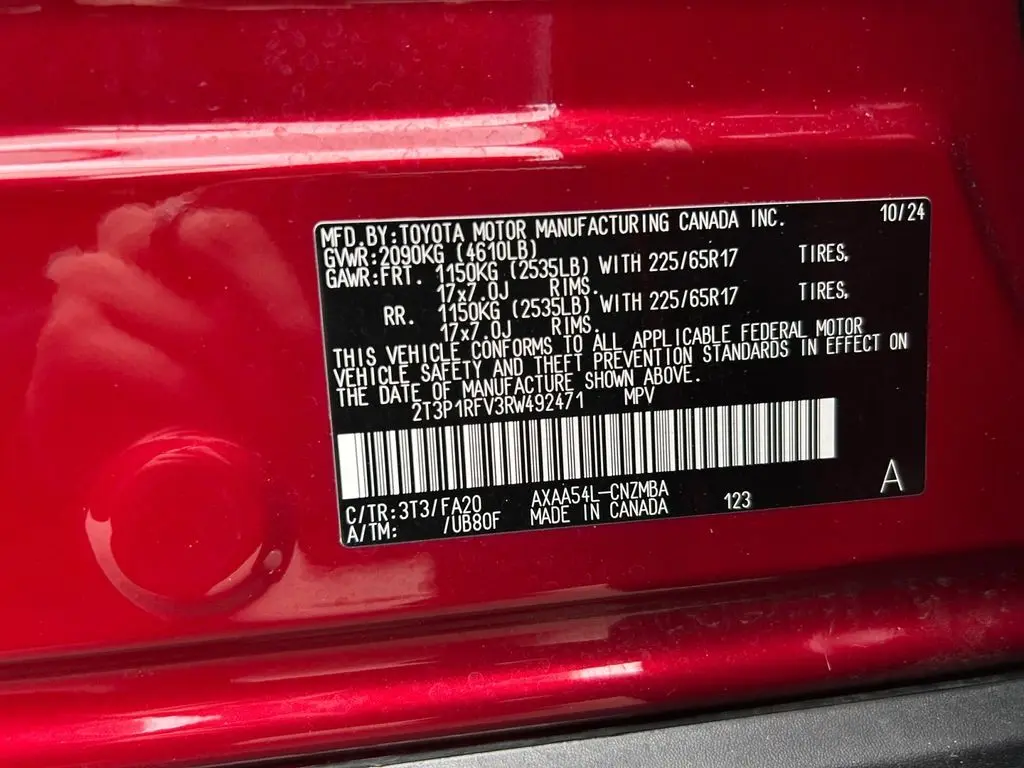 MFD.BY:TOYOTA MOTOR MANUFACTURING CANADA INC. 10/24
GVWR:2090KG (4610LB)
GAWR:FRT. 1150KG (2535LB) WITH 225/65R17 TIRES,
17x7.0J RIMS.
RR. 1150KG (2535LB) WITH 225/65R17 TIRES,
17x7.0J RIMS.
THIS VEHICLE CONFORMS TO ALL APPLICABLE FEDERAL MOTOR
VEHICLE SAFETY AND THEFT PREVENTION STANDARDS IN EFFECT ON
THE DATE OF MANUFACTURE SHOWN ABOVE.
2T3P1RFV3RW492471 MPV
C/TR:3T3/FA20 AXAA54L-CNZMBA 123 A
A/TM: /UB80F MADE IN CANADA